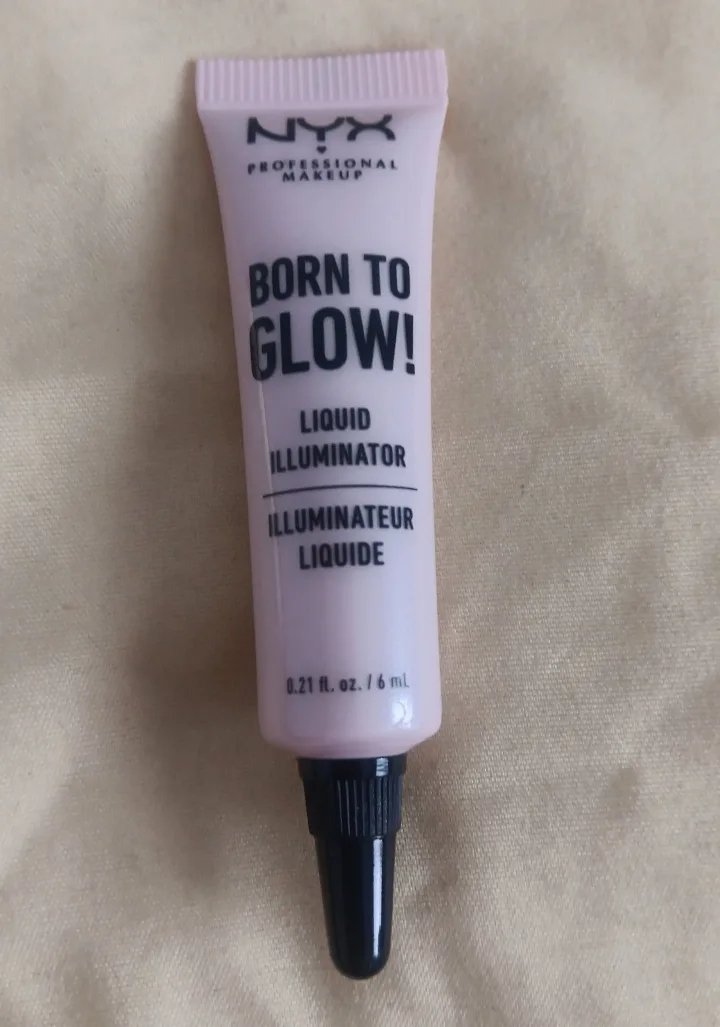 NYX
PROFESSIONAL
MAKEUP
BORN TO
GLOW!
LIQUID
ILLUMINATOR
ILLUMINATEUR
LIQUIDE
0.21 fl. oz. / 6 mL